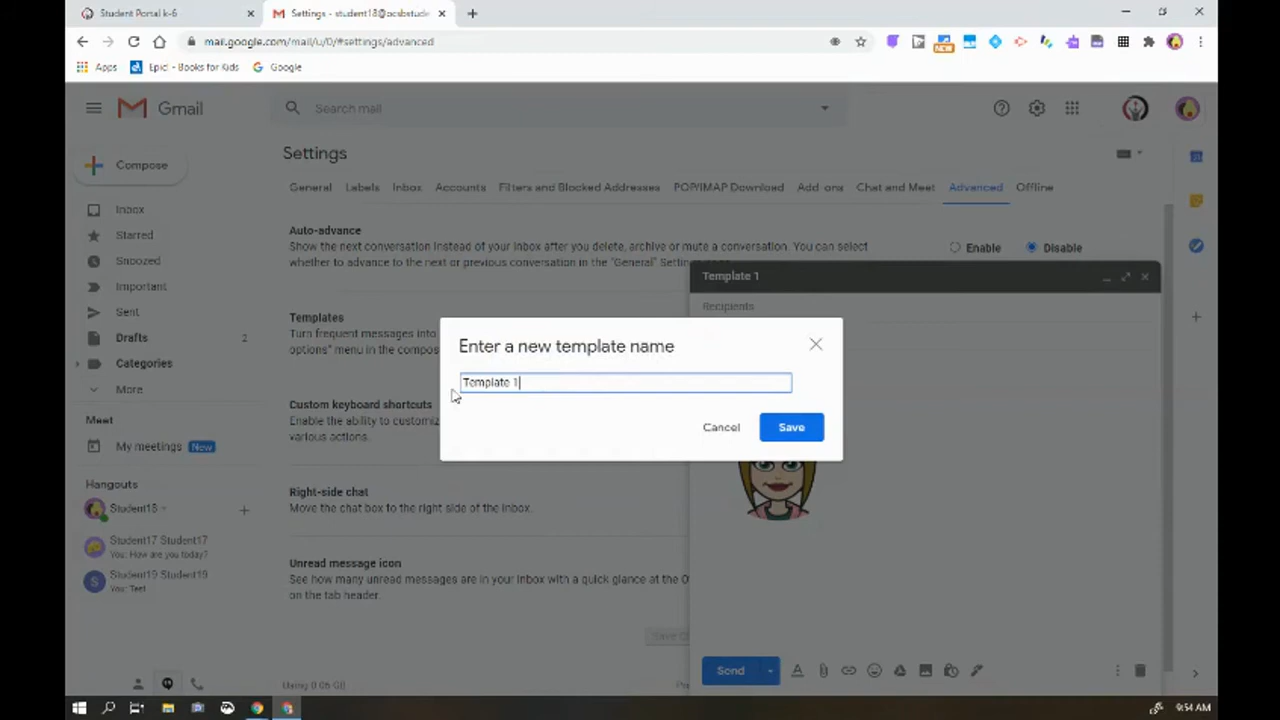 Student Portal k-6
Settings - student18@ocsbstude
mail.google.com/mail/u/0/#settings/advanced
Apps
Epic! - Books for Kids
Google
Gmail
Search mail
Compose
Settings
General Labels Inbox Accounts Filters and Blocked Addresses POP/IMAP Download Add-ons Chat and Meet Advanced Offline
Inbox
Starred
Snoozed
Important
Sent
Drafts 2
Categories
More
Meet
My meetings New
Hangouts
Student18
Student17 Student17
You: How are you today?
Student19 Student19
You: Test
Auto-advance
Show the next conversation instead of your inbox after you delete, archive or mute a conversation. You can select
whether to advance to the next or previous conversation in the "General" Settings
Enable Disable
Templates
Turn frequent messages into
options" menu in the compos
Custom keyboard shortcuts
Enable the ability to customiz
various actions.
Right-side chat
Move the chat box to the right side of the inbox.
Unread message icon
See how many unread messages are in your inbox with a quick glance at the
on the tab header.
Save
Using 0.06 GB
Template 1
Recipients
Enter a new template name
Template 1
Cancel Save
Send
9:54 AM